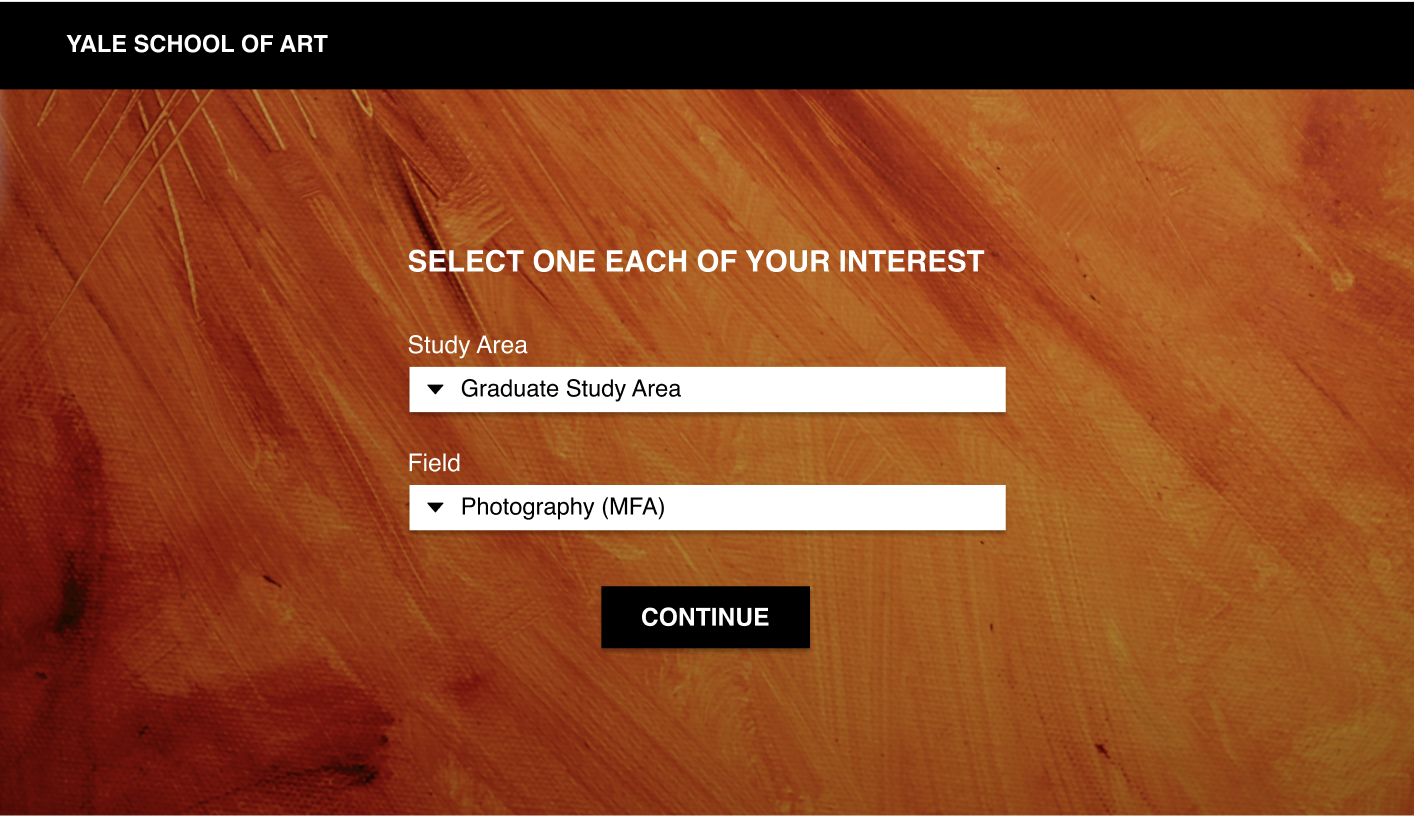 YALE SCHOOL OF ART
SELECT ONE EACH OF YOUR INTEREST
Study Area
Graduate Study Area
Field
Photography (MFA)
CONTINUE